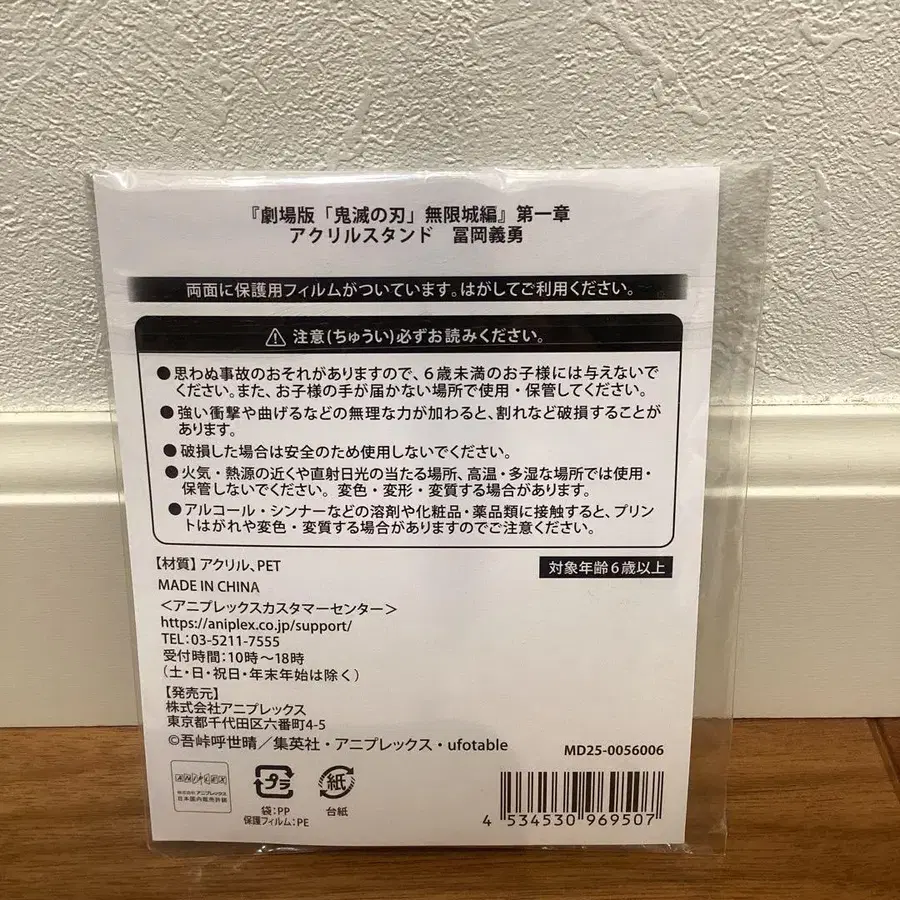 『劇場版「鬼滅の刃」無限城編』第一章
アクリルスタンド 冨岡義勇
両面に保護用フィルムがついています。はがしてご利用ください。
⚠ 注意(ちゅうい)必ずお読みください。
●思わぬ事故のおそれがありますので、6歳未満のお子様には与えないで
ください。また、お子様の手が届かない場所で使用・保管してください。
●強い衝撃や曲げるなどの無理な力が加わると、割れなど破損することが
あります。
●破損した場合は安全のため使用しないでください。
●火気・熱源の近くや直射日光の当たる場所、高温・多湿な場所では使用・
保管しないでください。変色・変形・変質する場合があります。
●アルコール・シンナーなどの溶剤や化粧品・薬品類に接触すると、プリン
トはがれや変色・変質する場合がありますのでご注意ください。
【材質】アクリル、PET
対象年齢6歳以上
MADE IN CHINA
<アニプレックスカスタマーセンター>
https://aniplex.co.jp/support/
TEL:03-5211-7555
受付時間:10時~18時
(土・日・祝日・年末年始は除く)
【発売元】
株式会社アニプレックス
東京都千代田区六番町4-5
©吾峠呼世晴/集英社・アニプレックス・ufotable
MD25-0056006
ANIPLEX
株式会社アニプレックス
日本国内販売許諾
プラ
袋:PP
保護フィルム:PE
紙
台紙
4 534530 969507